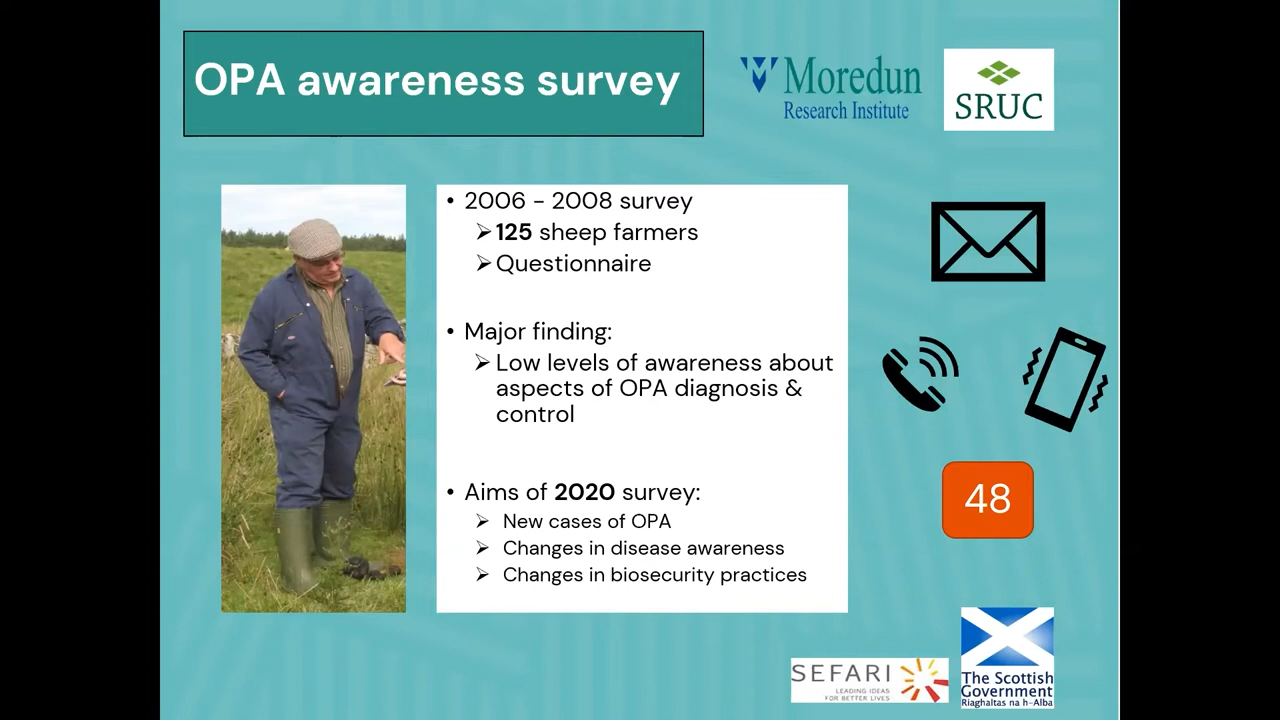 OPA awareness survey
Moredun
Research Institute
SRUC
• 2006 - 2008 survey
➢ 125 sheep farmers
➢ Questionnaire
• Major finding:
➢ Low levels of awareness about
aspects of OPA diagnosis &
control
• Aims of 2020 survey:
➢ New cases of OPA
➢ Changes in disease awareness
➢ Changes in biosecurity practices
48
SEFARI
LEADING IDEAS
FOR BETTER LIVES
The Scottish
Government
Riaghaltas na h-Alba